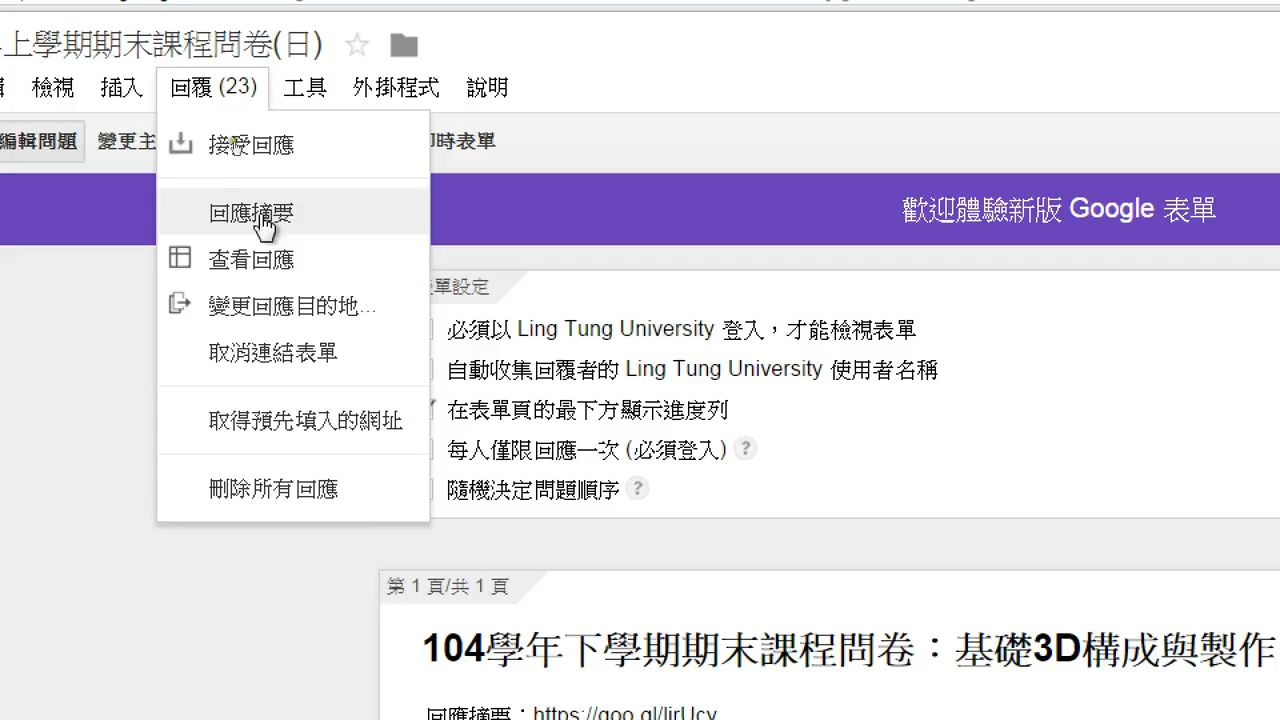 上學期期末課程問卷(日)
檢視 插入 回覆 (23) 工具 外掛程式 說明
編輯問題 變更主 即時表單
接受回應
回應摘要
查看回應
變更回應目的地...
取消連結表單
取得預先填入的網址
刪除所有回應
歡迎體驗新版 Google 表單
單設定
必須以 Ling Tung University 登入，才能檢視表單
自動收集回覆者的 Ling Tung University 使用者名稱
在表單頁的最下方顯示進度列
每人僅限回應一次 (必須登入) ?
隨機決定問題順序 ?
第 1 頁/共 1 頁
104學年下學期期末課程問卷：基礎3D構成與製作
回應摘要：